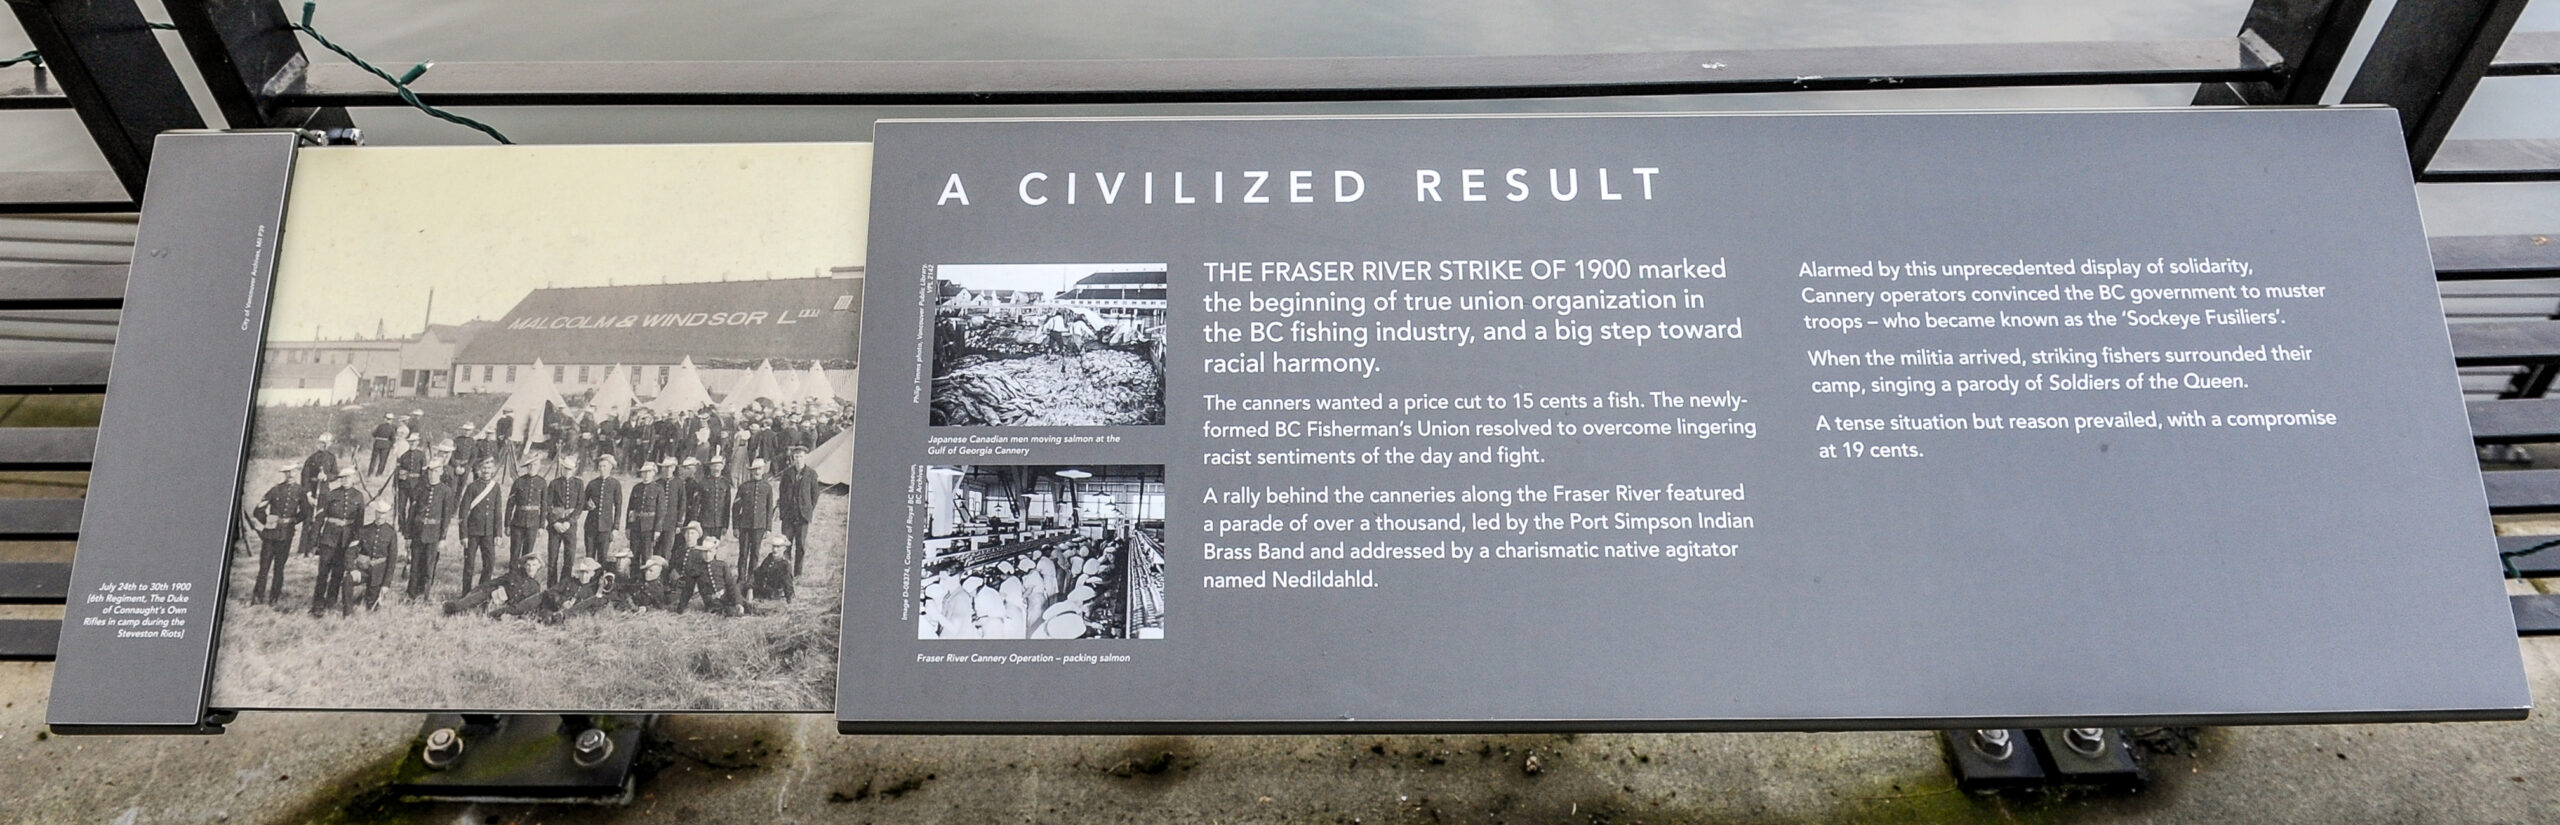 City of Vancouver Archives, Mil P39
July 24th to 30th 1900
[6th Regiment, The Duke
of Connaught's Own
Rifles in camp during the
Steveston Riots]
MALCOLM & WINDSOR LTD
A CIVILIZED RESULT
Philip Timms photo, Vancouver Public Library,
VPL 2142
Japanese Canadian men moving salmon at the
Gulf of Georgia Cannery
Image D-08374, Courtesy of Royal BC Museum,
BC Archives
Fraser River Cannery Operation – packing salmon
THE FRASER RIVER STRIKE OF 1900 marked
the beginning of true union organization in
the BC fishing industry, and a big step toward
racial harmony.
The canners wanted a price cut to 15 cents a fish. The newly-
formed BC Fisherman's Union resolved to overcome lingering
racist sentiments of the day and fight.
A rally behind the canneries along the Fraser River featured
a parade of over a thousand, led by the Port Simpson Indian
Brass Band and addressed by a charismatic native agitator
named Nedildahld.
Alarmed by this unprecedented display of solidarity,
Cannery operators convinced the BC government to muster
troops – who became known as the 'Sockeye Fusiliers'.
When the militia arrived, striking fishers surrounded their
camp, singing a parody of Soldiers of the Queen.
A tense situation but reason prevailed, with a compromise
at 19 cents.